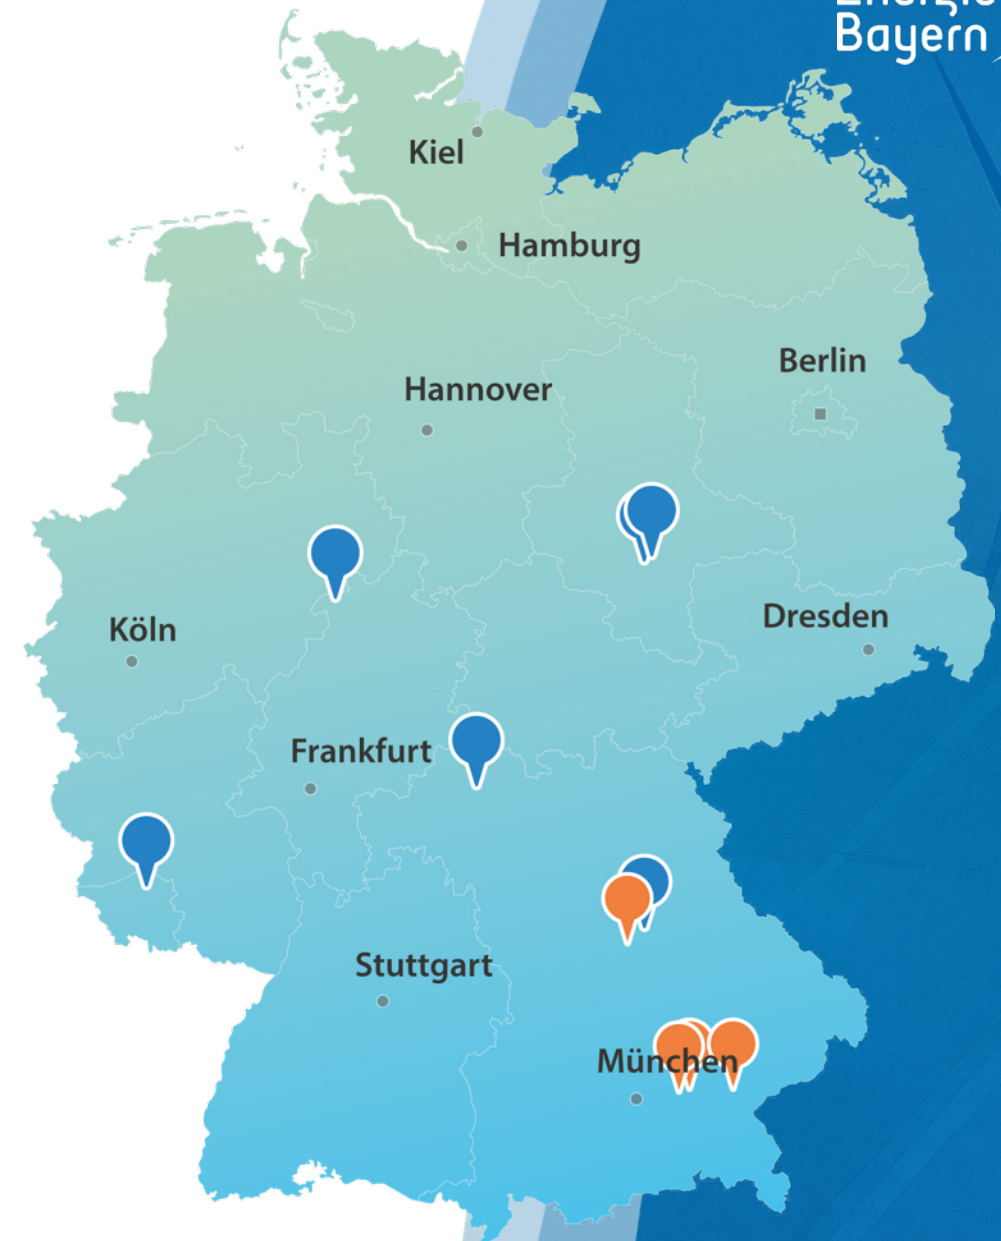 Bayern
Kiel
Hamburg
Berlin
Hannover
Dresden
Köln
Frankfurt
Stuttgart
München